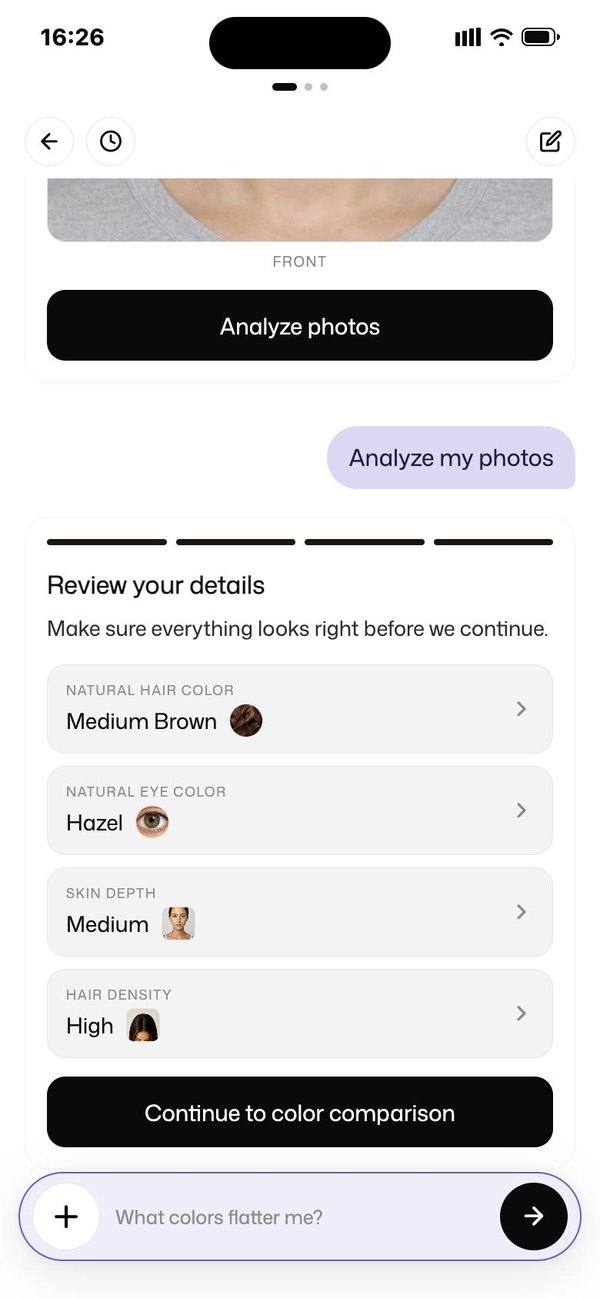 16:26
FRONT
Analyze photos
Analyze my photos
Review your details
Make sure everything looks right before we continue.
NATURAL HAIR COLOR
Medium Brown
NATURAL EYE COLOR
Hazel
SKIN DEPTH
Medium
HAIR DENSITY
High
Continue to color comparison
What colors flatter me?